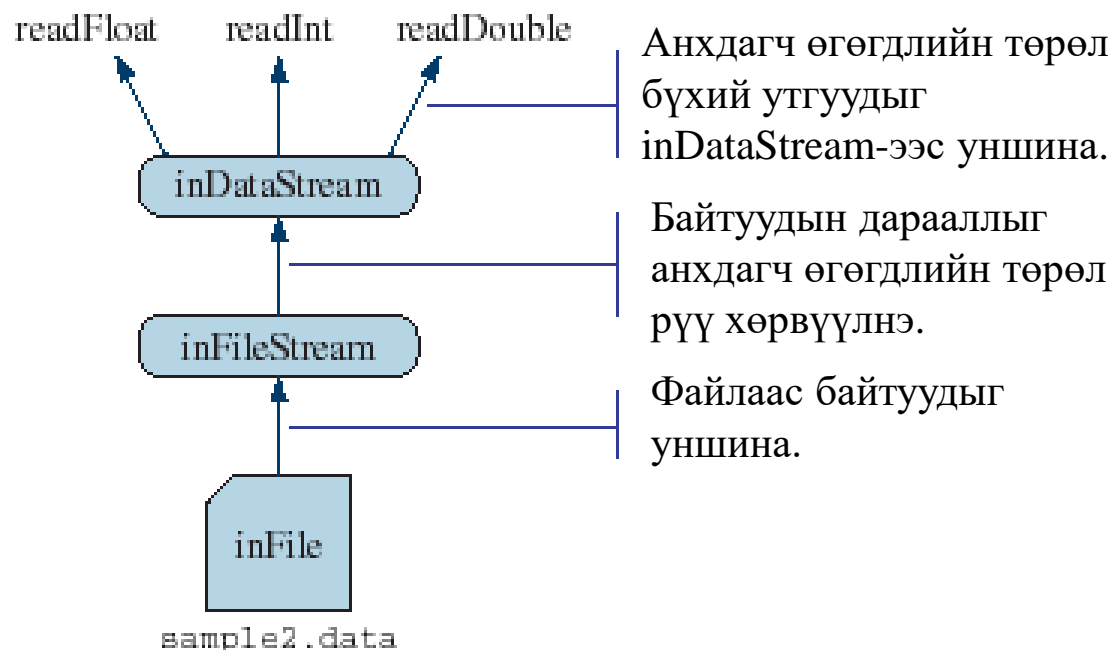 readFloat readInt readDouble
Анхдагч өгөгдлийн төрөл
бүхий утгуудыг
inDataStream-ээс уншина.
inDataStream
Байтуудын дарааллыг
анхдагч өгөгдлийн төрөл
рүү хөрвүүлнэ.
inFileStream
Файлаас байтуудыг
уншина.
inFile
sample2.data